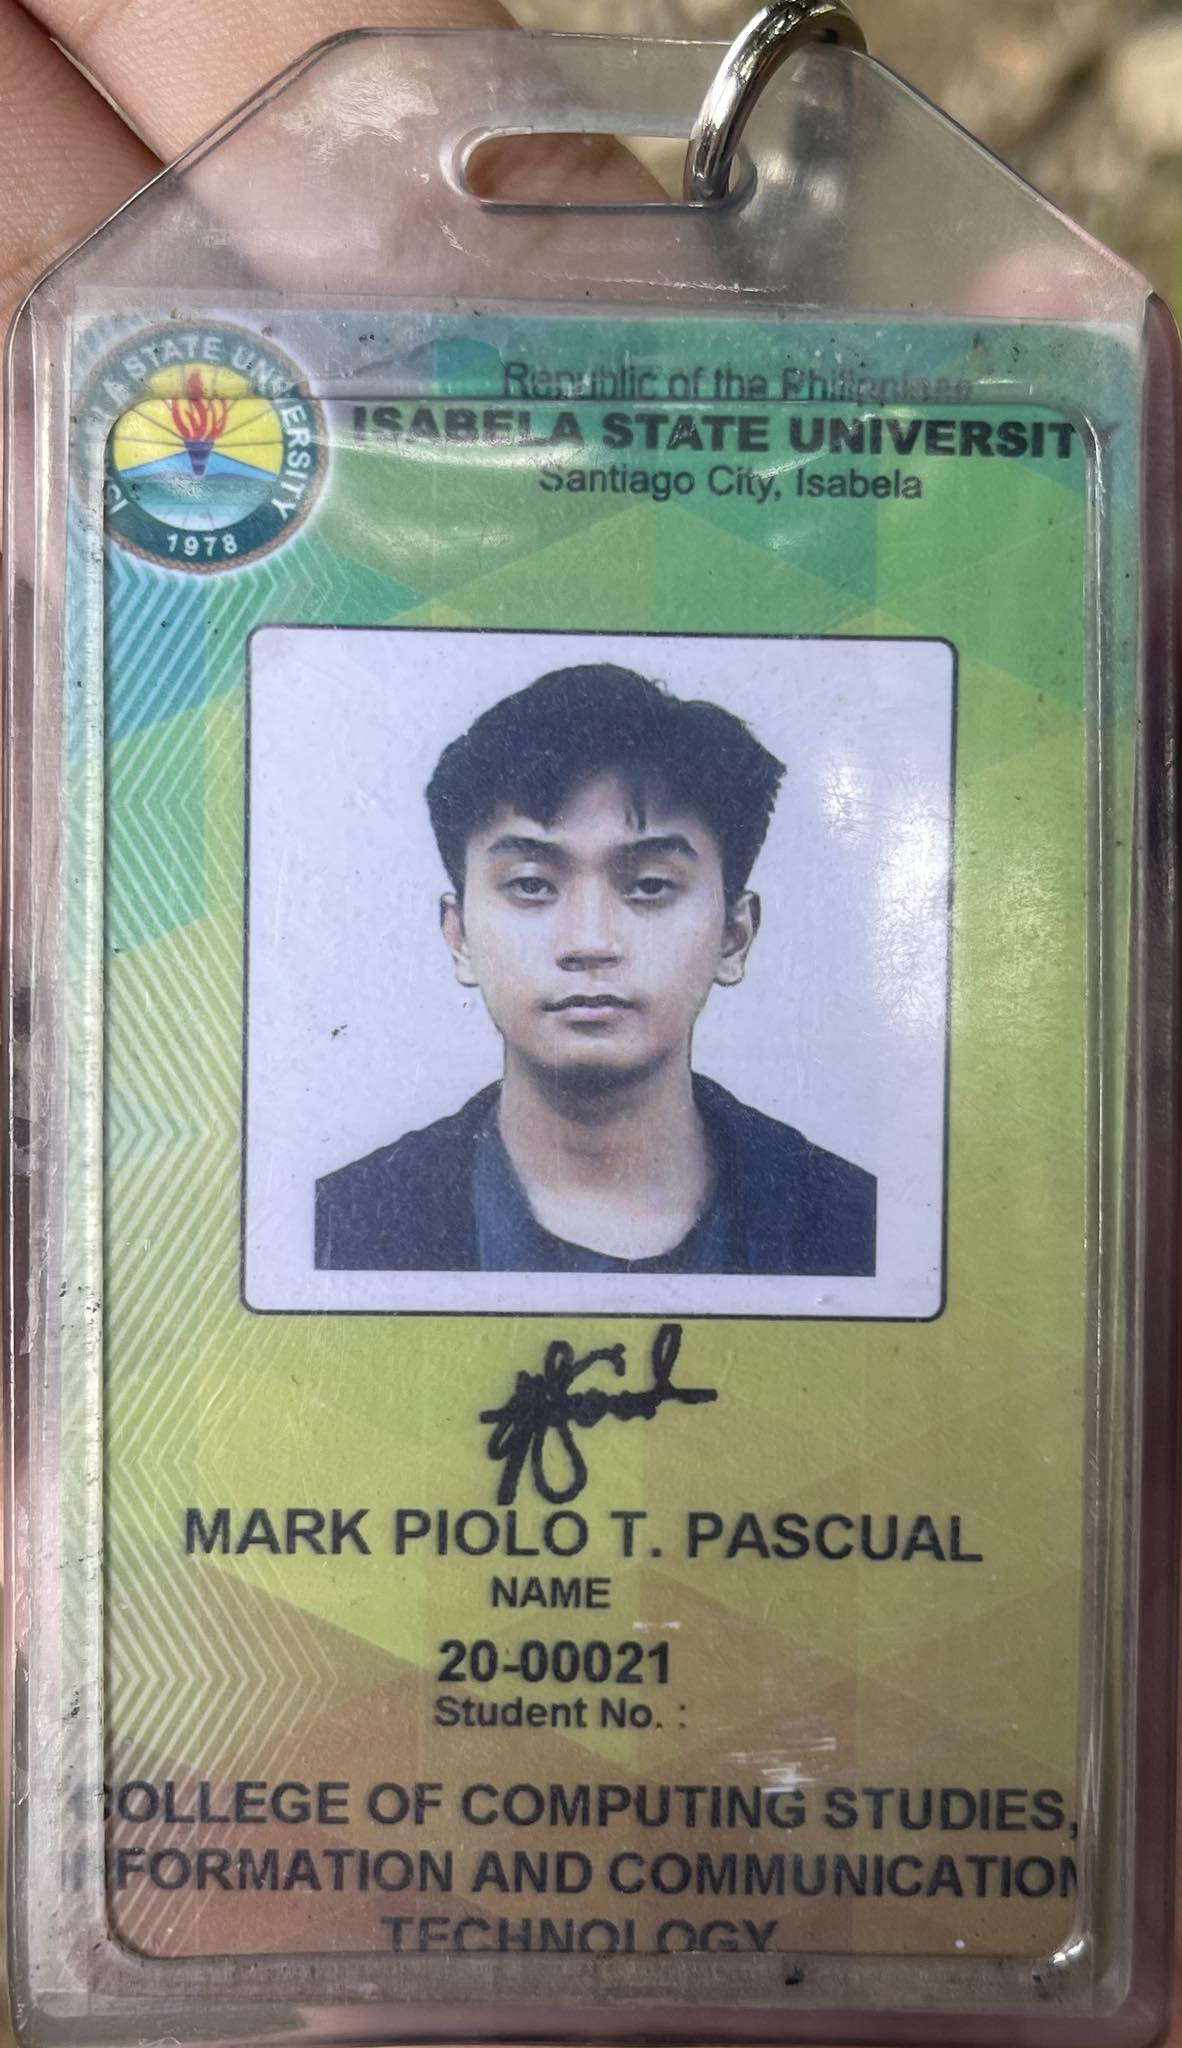 ISABELA STATE UNIVERSITY
1978
Republic of the Philippines
ISABELA STATE UNIVERSITY
Santiago City, Isabela
MARK PIOLO T. PASCUAL
NAME
20-00021
Student No. :
COLLEGE OF COMPUTING STUDIES,
INFORMATION AND COMMUNICATION
TECHNOLOGY